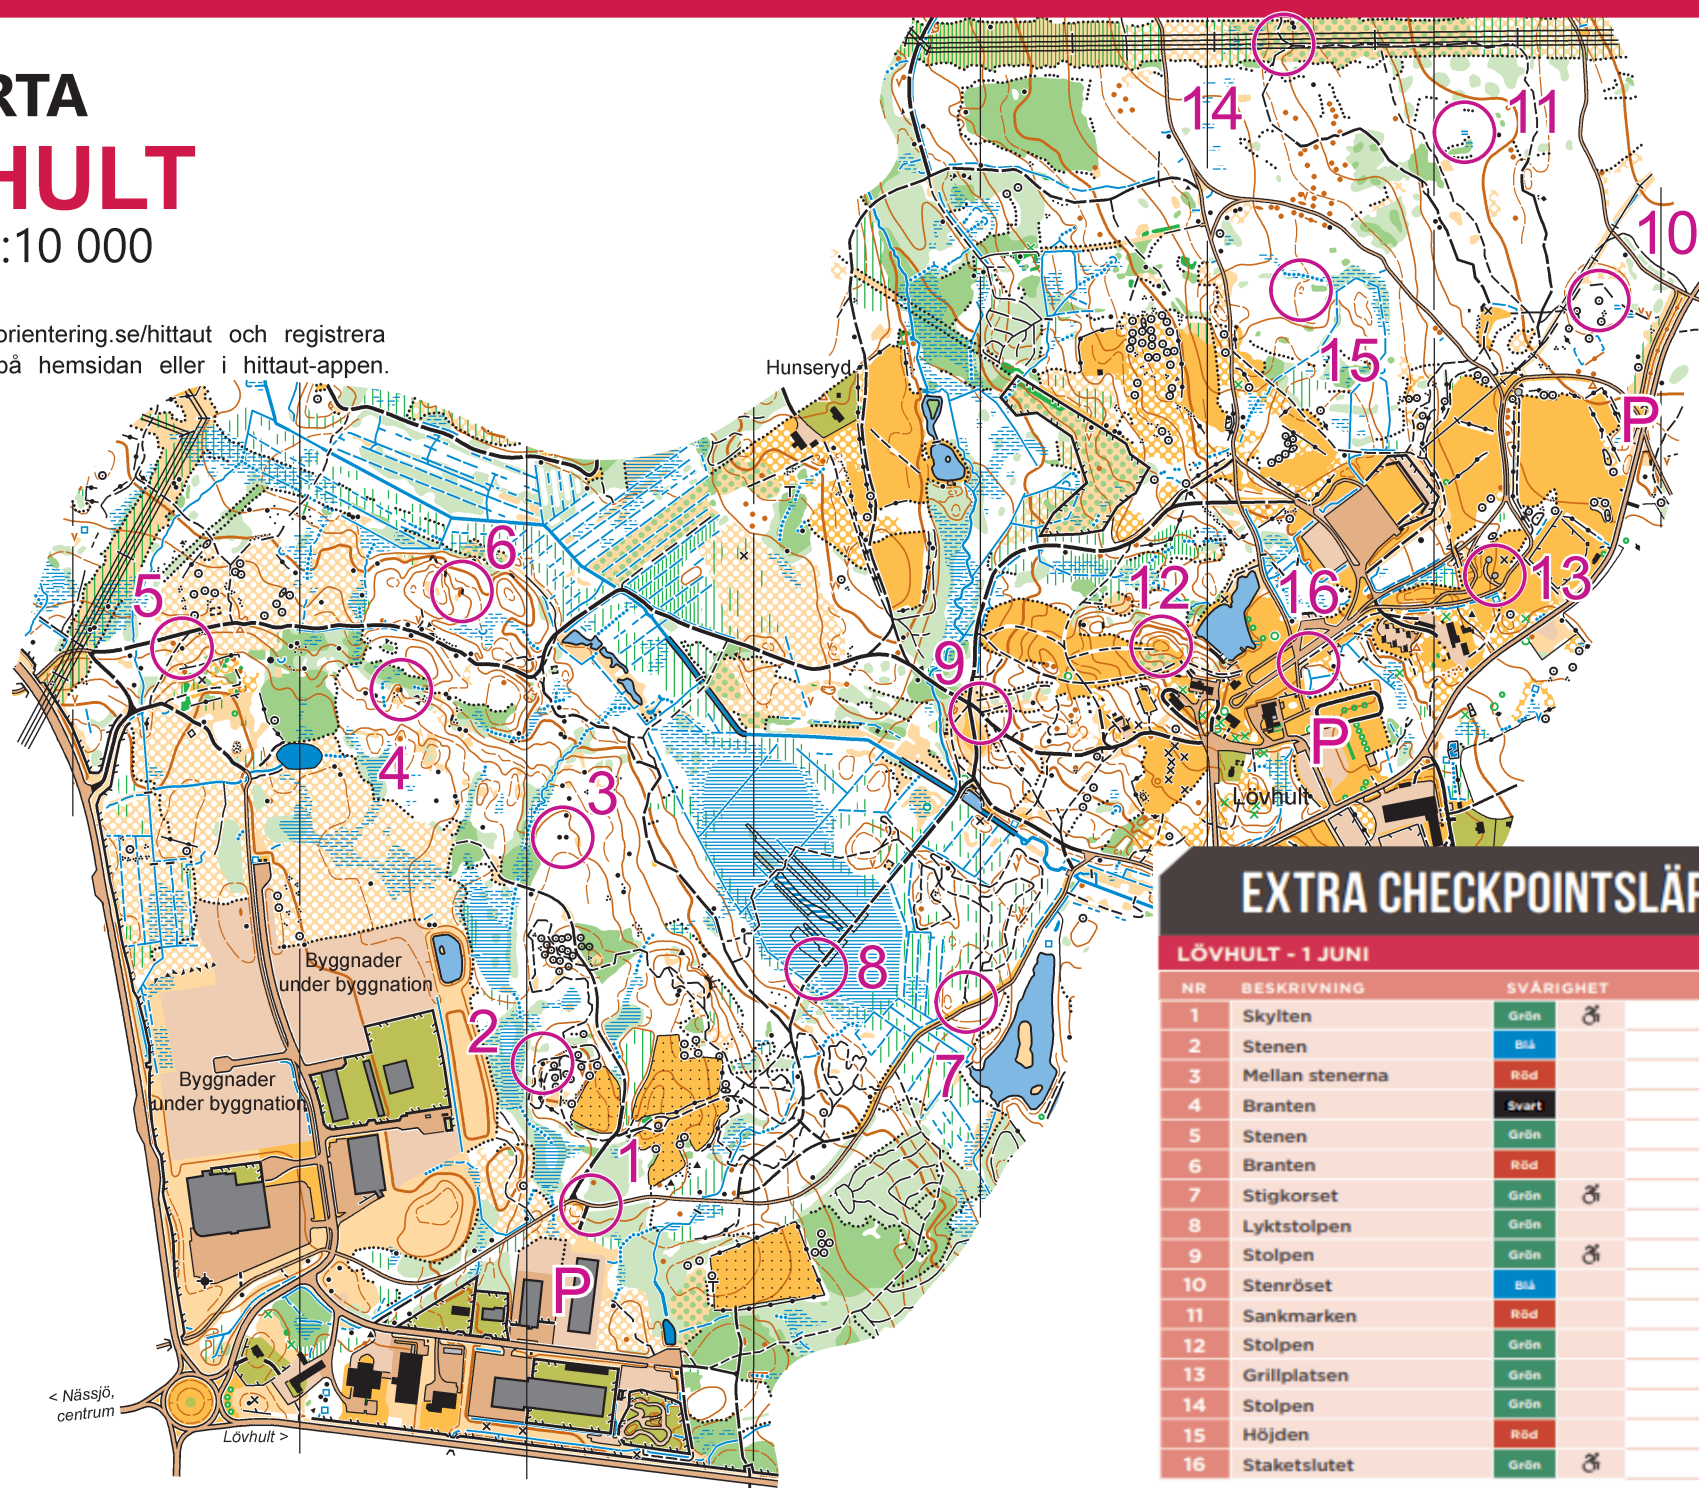 RTA
HULT
:10 000
orientering.se/hittaut och registrera
på hemsidan eller i hittaut-appen.
14
11
10
15
Hunseryd
P
6
5
12
16
13
9
4
3
P
Lövhult
8
2
7
Byggnader
under byggnation
Byggnader
under byggnation
1
P
< Nässjö,
centrum
Lövhult >
EXTRA CHECKPOINTSLÄP
LÖVHULT - 1 JUNI
NR BESKRIVNING SVÅRIGHET
1 Skylten Grön
2 Stenen Blå
3 Mellan stenerna Röd
4 Branten Svart
5 Stenen Grön
6 Branten Röd
7 Stigkorset Grön
8 Lyktstolpen Grön
9 Stolpen Grön
10 Stenröset Blå
11 Sankmarken Röd
12 Stolpen Grön
13 Grillplatsen Grön
14 Stolpen Grön
15 Höjden Röd
16 Staketslutet Grön